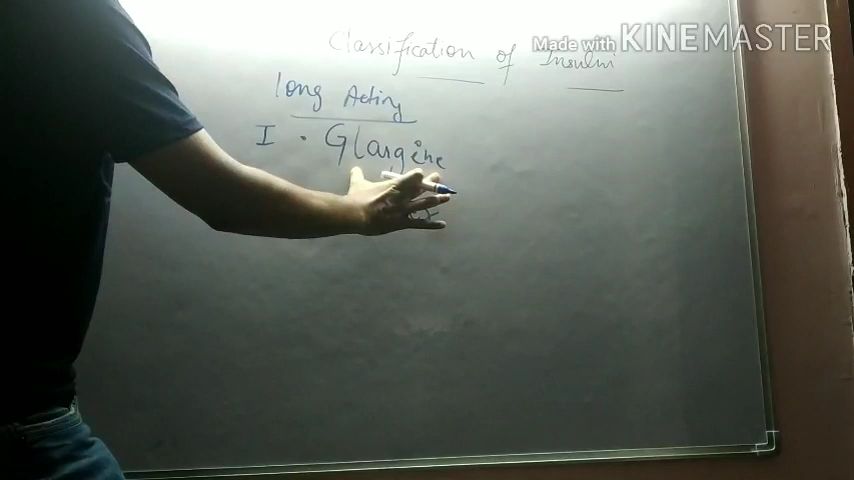 Classification of Insulin
Made with KINEMASTER
long Acting
I • Glargine